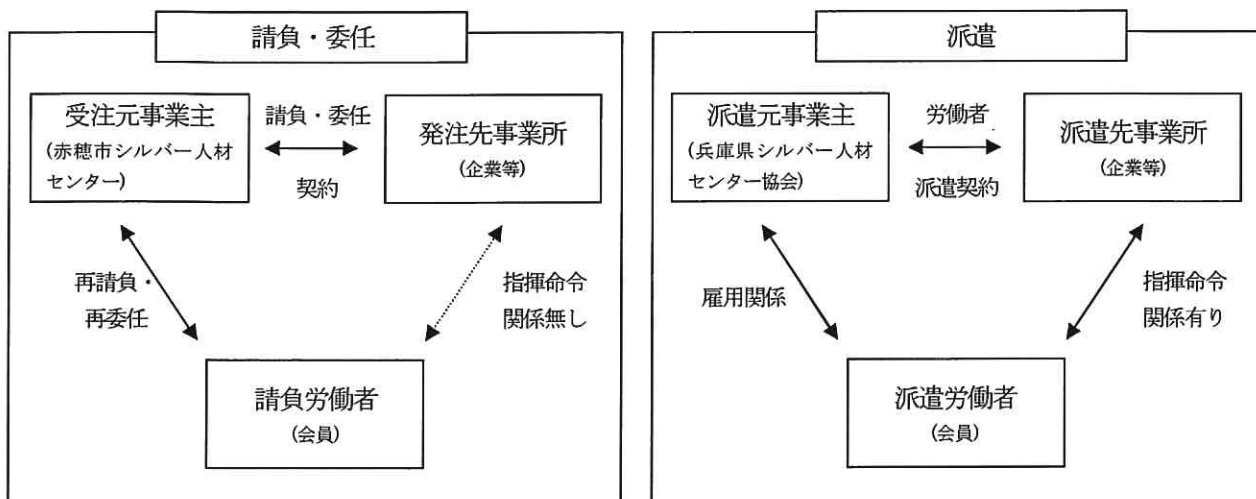 請負・委任
受注元事業主
(赤穂市シルバー人材
センター)
請負・委任
契約
発注先事業所
(企業等)
再請負・
再委任
指揮命令
関係無し
請負労働者
(会員)
派遣
派遣元事業主
(兵庫県シルバー人材
センター協会)
労働者
派遣契約
派遣先事業所
(企業等)
雇用関係
指揮命令
関係有り
派遣労働者
(会員)